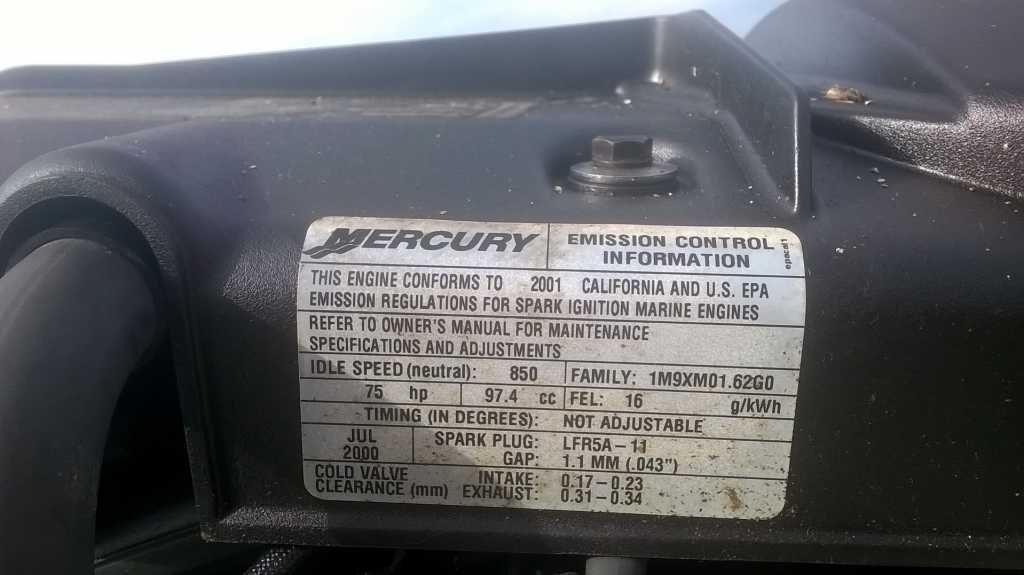 MERCURY
EMISSION CONTROL
INFORMATION
epaca01
THIS ENGINE CONFORMS TO 2001 CALIFORNIA AND U.S. EPA
EMISSION REGULATIONS FOR SPARK IGNITION MARINE ENGINES
REFER TO OWNER'S MANUAL FOR MAINTENANCE
SPECIFICATIONS AND ADJUSTMENTS
IDLE SPEED (neutral): 850 FAMILY: 1M9XM01.62G0
75 hp 97.4 cc FEL: 16 g/kWh
TIMING (IN DEGREES): NOT ADJUSTABLE
JUL
2000
SPARK PLUG: LFR5A-11
GAP: 1.1 MM (.043")
COLD VALVE
CLEARANCE (mm)
INTAKE: 0.17-0.23
EXHAUST: 0.31-0.34